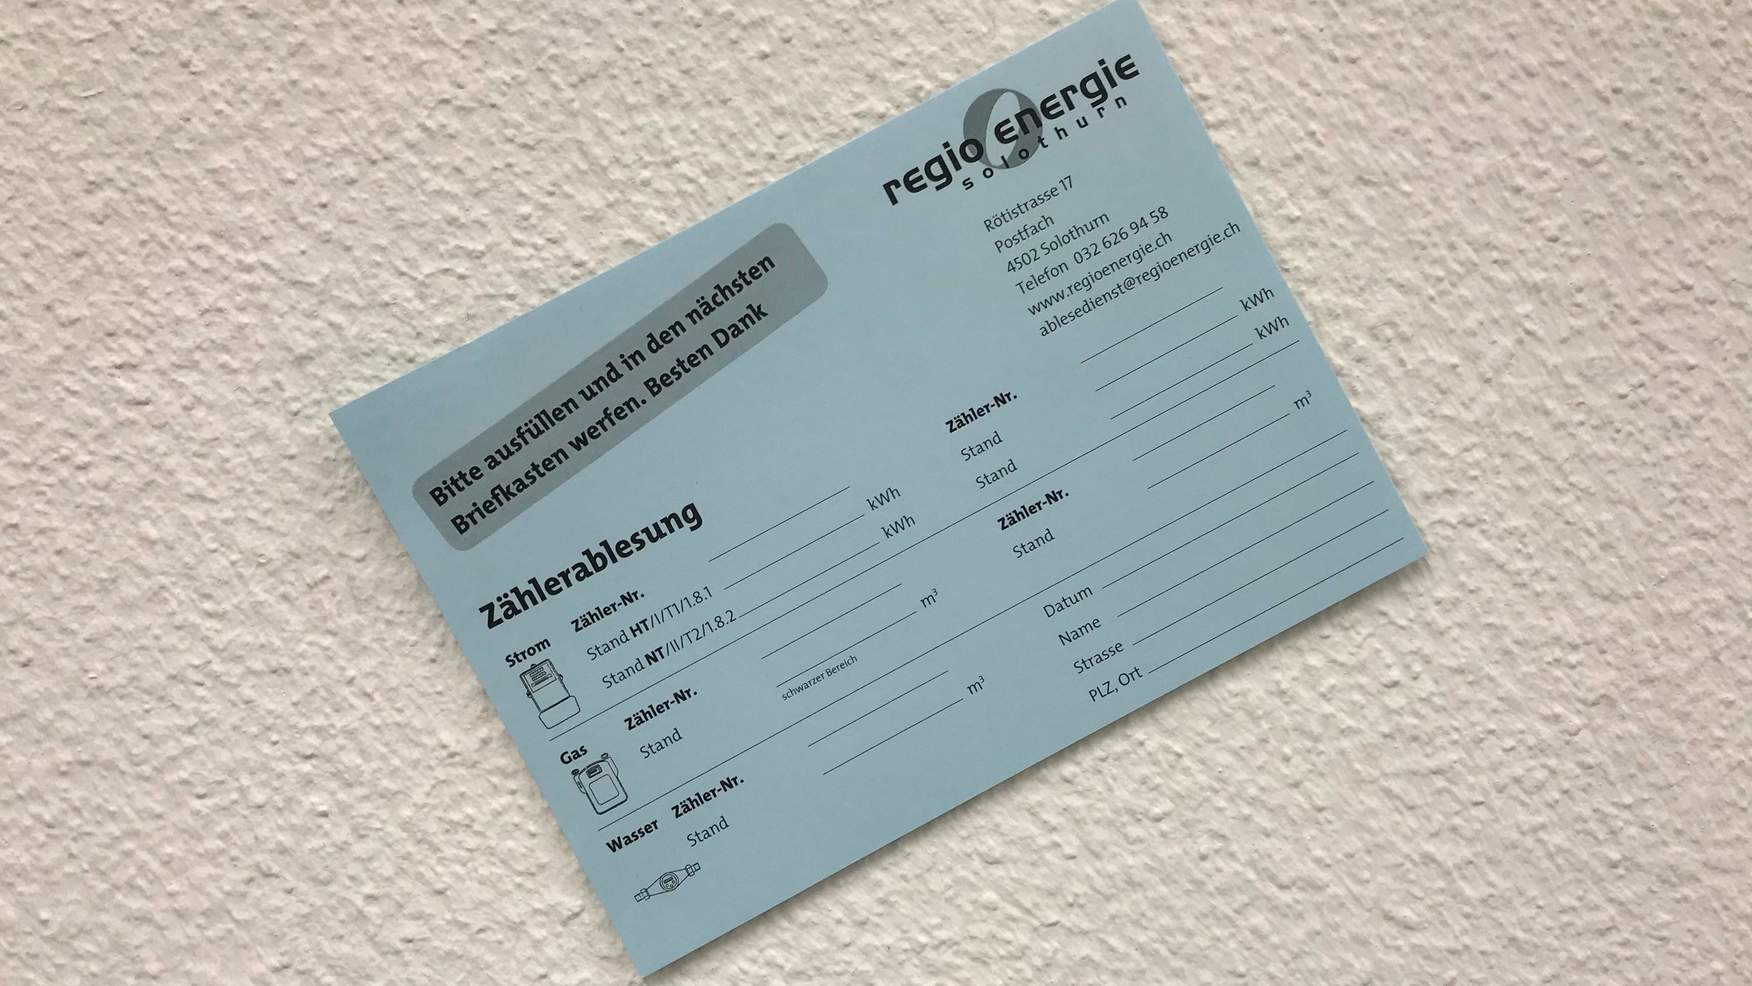 regio energie
solothurn
Rötistrasse 17
Postfach
4502 Solothurn
Telefon 032 626 94 58
www.regioenergie.ch
ablesedienst@regioenergie.ch
Bitte ausfüllen und in den nächsten
Briefkasten werfen. Besten Dank
Zählerablesung
Strom
Zähler-Nr.
Stand HT/I/T1/1.8.1 kWh
Stand NT/II/T2/1.8.2 kWh
Zähler-Nr.
Stand kWh
Stand kWh
Gas
Zähler-Nr.
Stand m³
schwarzer Bereich
Zähler-Nr.
Stand m³
Wasser
Zähler-Nr.
Stand m³
Datum
Name
Strasse
PLZ, Ort